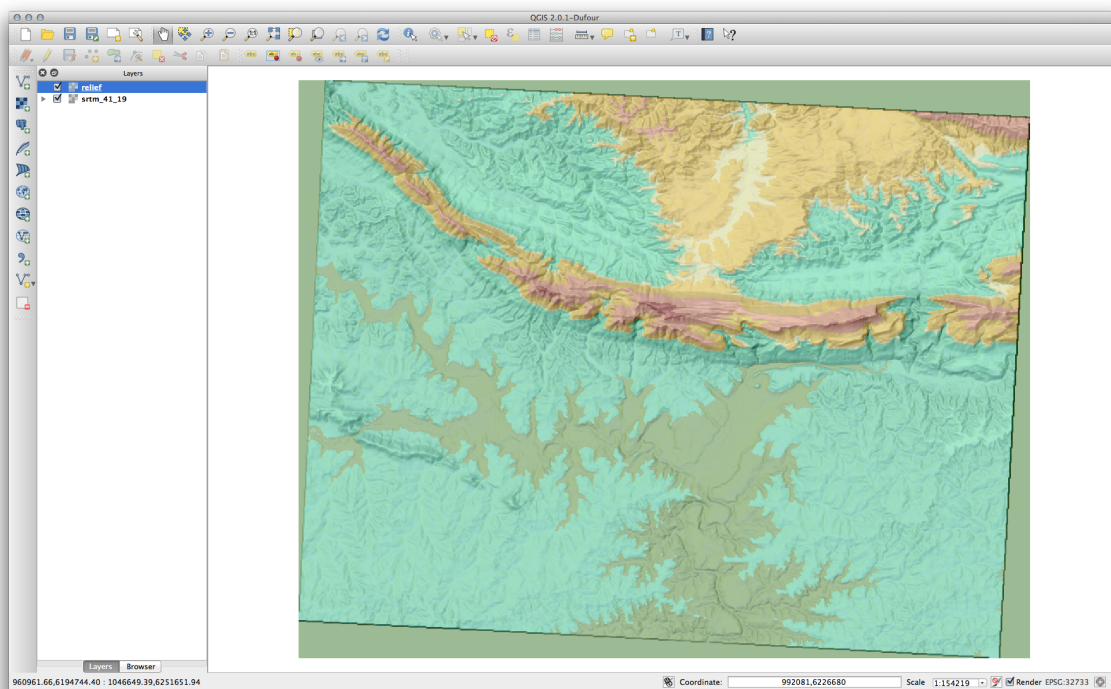 QGIS 2.0.1-Dufour
Layers
relief
srtm_41_19
Layers Browser
960961.66,6194744.40 : 1046649.39,6251651.94
Coordinate: 992081,6226680
Scale 1:154219
Render EPSG:32733